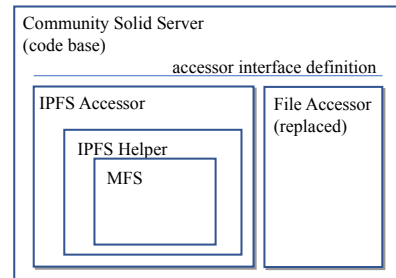 Community Solid Server
(code base)
accessor interface definition
IPFS Accessor
File Accessor
(replaced)
IPFS Helper
MFS